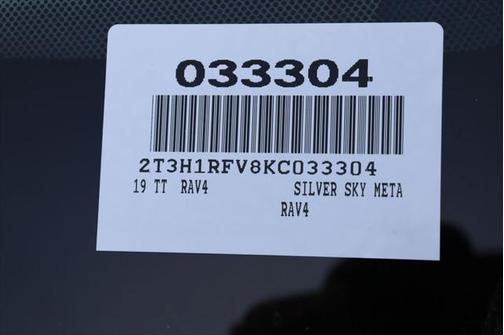 033304
2T3H1RFV8KC033304
19 TT RAV4 SILVER SKY META
RAV4